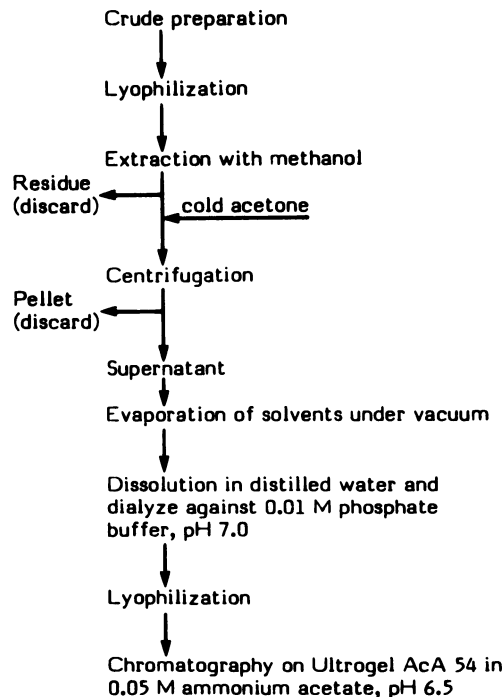 Crude preparation
Lyophilization
Extraction with methanol
Residue
(discard)
cold acetone
Centrifugation
Pellet
(discard)
Supernatant
Evaporation of solvents under vacuum
Dissolution in distilled water and
dialyze against 0.01 M phosphate
buffer, pH 7.0
Lyophilization
Chromatography on Ultrogel AcA 54 in
0.05 M ammonium acetate, pH 6.5